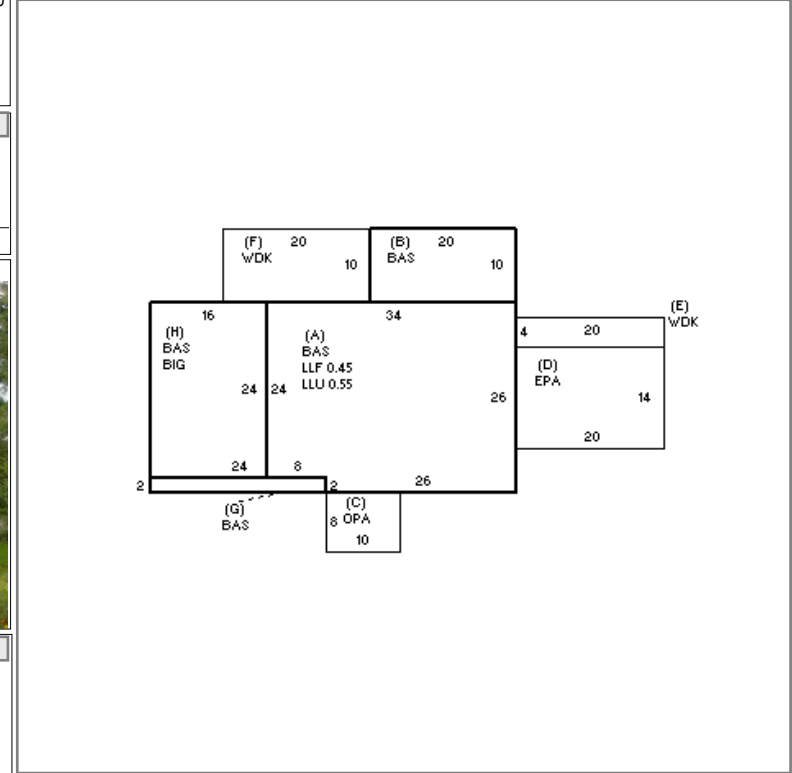 (F) 20
WDK
10
(B) 20
BAS
10
(E)
WDK
16
34
(H)
BAS
BIG
(A)
BAS
LLF 0.45
LLU 0.55
4 20
(D)
EPA
24 24
26
14
20
24 8
2
2
26
(G)
BAS
(C)
8 OPA
10